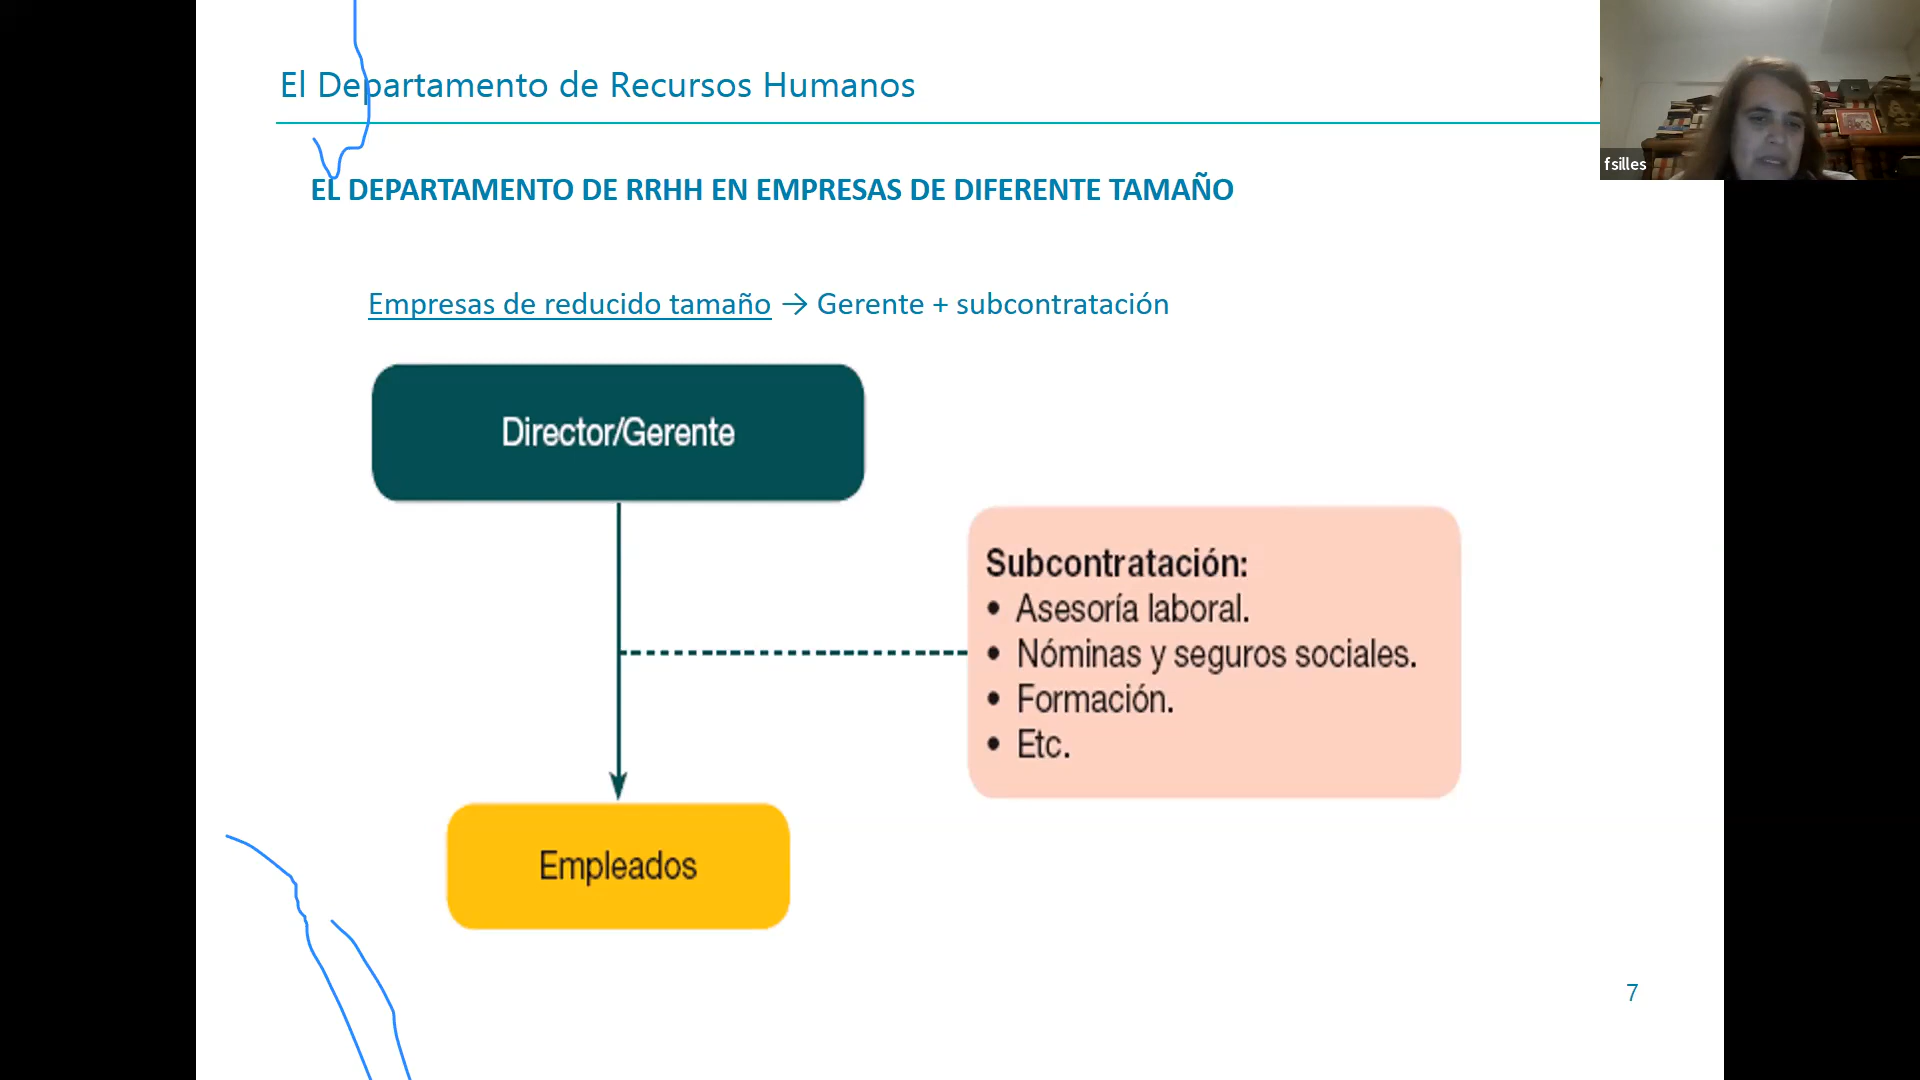 El Departamento de Recursos Humanos
fsilles
EL DEPARTAMENTO DE RRHH EN EMPRESAS DE DIFERENTE TAMAÑO
Empresas de reducido tamaño → Gerente + subcontratación
Director/Gerente
Subcontratación:
• Asesoría laboral.
• Nóminas y seguros sociales.
• Formación.
• Etc.
Empleados
7